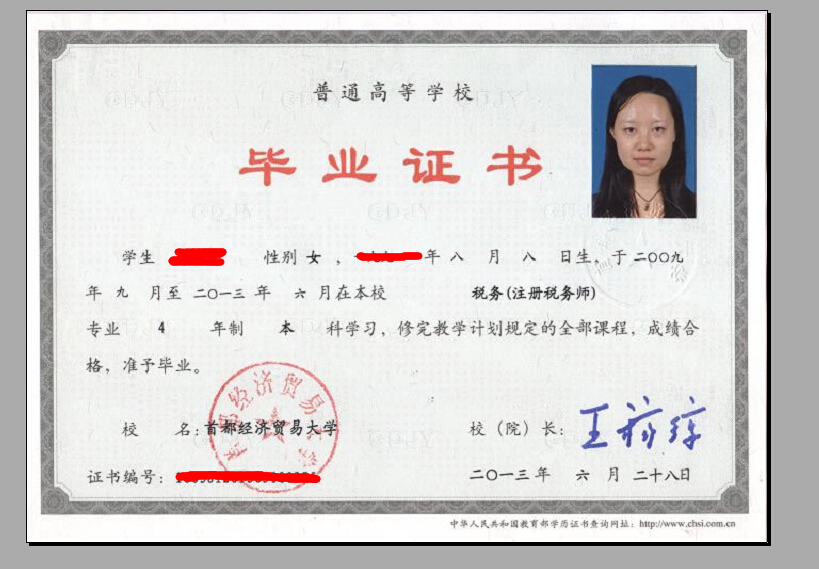 普通高等学校
毕业证书
学生 性别 女 , 年 八 月 八 日生, 于 二〇〇九
年 九 月至 二〇一三 年 六 月在本校 税务(注册税务师)
专业 4 年制 本 科学习, 修完教学计划规定的全部课程, 成绩合
格, 准予毕业。
校 名: 首都经济贸易大学
校 (院) 长:
证书编号:
二〇一三 年 六 月 二十八日
中华人民共和国教育部学历证书查询网址: http://www.chsi.com.cn